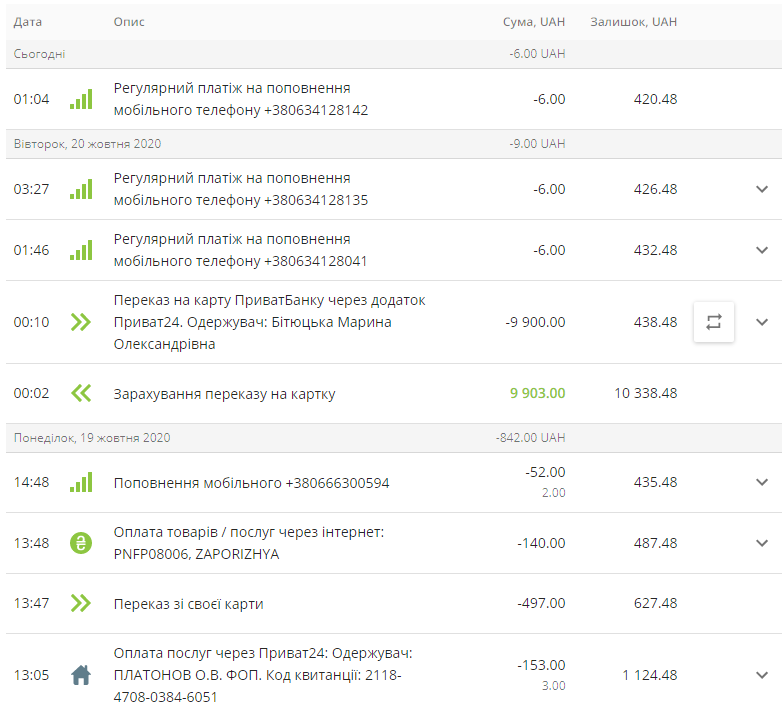 Дата Опис Сума, UAH Залишок, UAH
Сьогодні -6.00 UAH
01:04 Регулярний платіж на поповнення
мобільного телефону +380634128142 -6.00 420.48
Вівторок, 20 жовтня 2020 -9.00 UAH
03:27 Регулярний платіж на поповнення
мобільного телефону +380634128135 -6.00 426.48
01:46 Регулярний платіж на поповнення
мобільного телефону +380634128041 -6.00 432.48
Переказ на карту ПриватБанку через додаток
00:10 Приват24. Одержувач: Бітюцька Марина -9 900.00 438.48
Олександрівна
00:02 Зарахування переказу на картку 9 903.00 10 338.48
Понеділок, 19 жовтня 2020 -842.00 UAH
14:48 Поповнення мобільного +380666300594 -52.00 435.48
2.00
13:48 Оплата товарів / послуг через інтернет:
PNFP08006, ZAPORIZHYA -140.00 487.48
13:47 Переказ зі своєї карти -497.00 627.48
Оплата послуг через Приват24: Одержувач:
13:05 ПЛАТОНОВ О.В. ФОП. Код квитанції: 2118- -153.00 1 124.48
4708-0384-6051 3.00